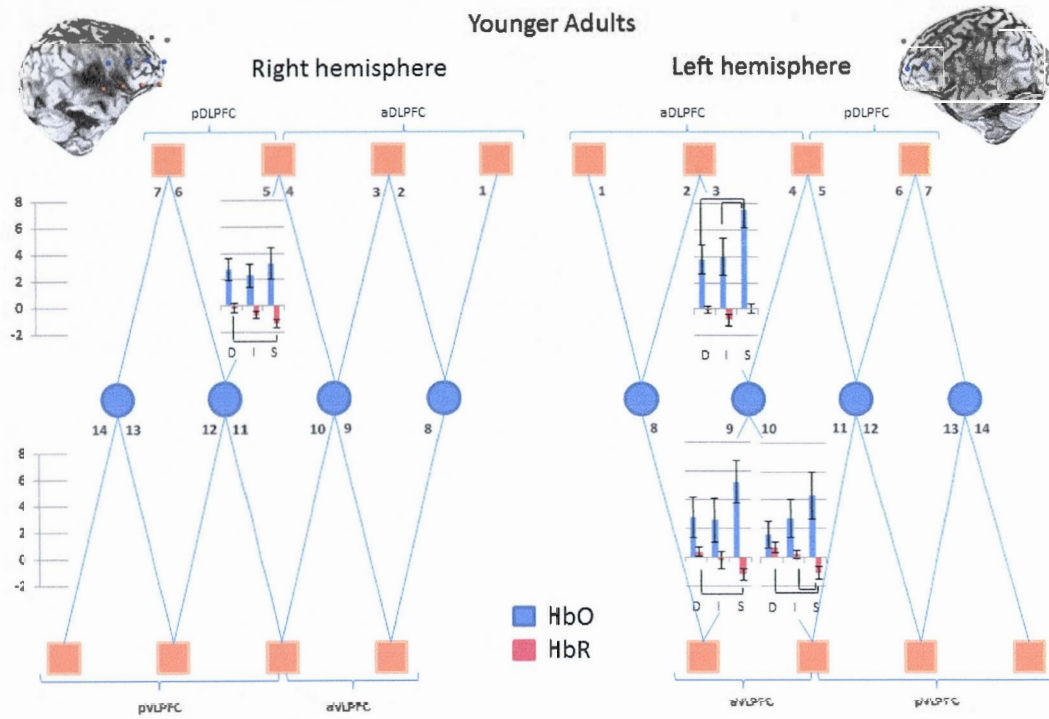 Younger Adults
Right hemisphere
Left hemisphere
pDLPFC
aDLPFC
aDLPFC
pDLPFC
7 6
5 4
3 2
1
1
2 3
4 5
6 7
8
6
4
2
0
-2
D I S
D I S
14 13
12 11
10 9
8
8
9 10
11 12
13 14
8
6
4
2
0
-2
D I S
D I S
HbO
HbR
pVLPFC
aVLPFC
aVLPFC
pVLPFC